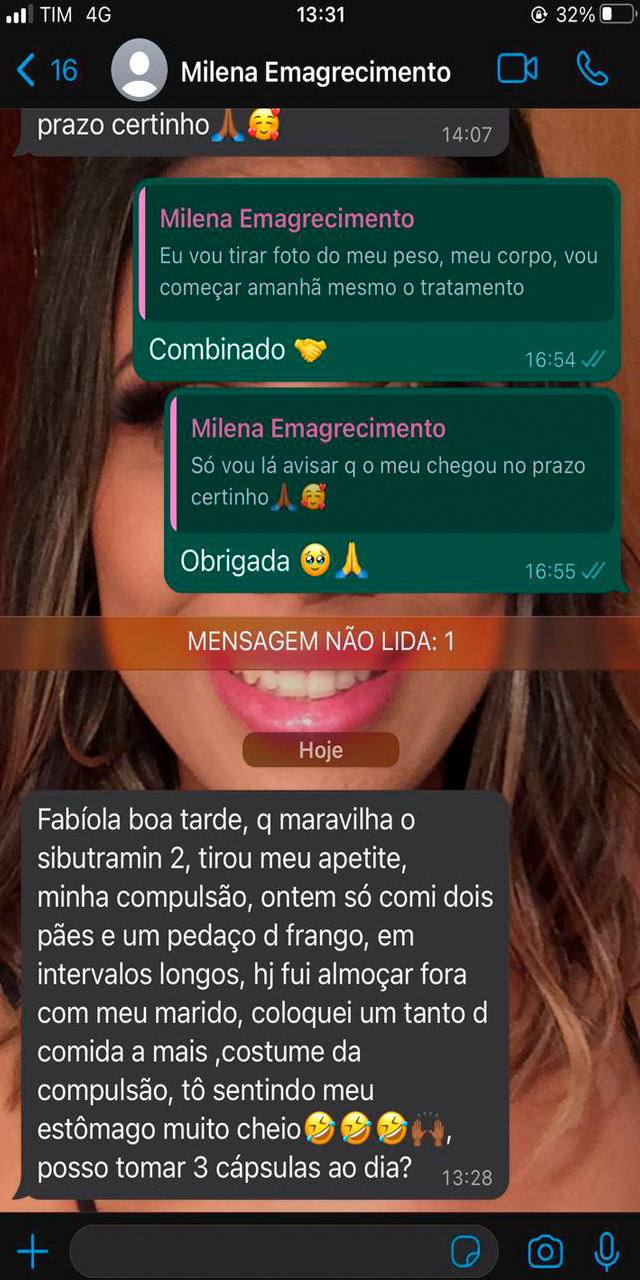 TIM 4G 13:31 32%
16 Milena Emagrecimento
prazo certinho🙏🏾🥰 14:07
Milena Emagrecimento
Eu vou tirar foto do meu peso, meu corpo, vou
começar amanhã mesmo o tratamento
Combinado 🤝 16:54
Milena Emagrecimento
Só vou lá avisar q o meu chegou no prazo
certinho🙏🏾🥰
Obrigada 🥹🙏 16:55
MENSAGEM NÃO LIDA: 1
Hoje
Fabíola boa tarde, q maravilha o
sibutramin 2, tirou meu apetite,
minha compulsão, ontem só comi dois
pães e um pedaço d frango, em
intervalos longos, hj fui almoçar fora
com meu marido, coloquei um tanto d
comida a mais ,costume da
compulsão, tô sentindo meu
estômago muito cheio🤣🤣🤣🙌🏾,
posso tomar 3 cápsulas ao dia? 13:28